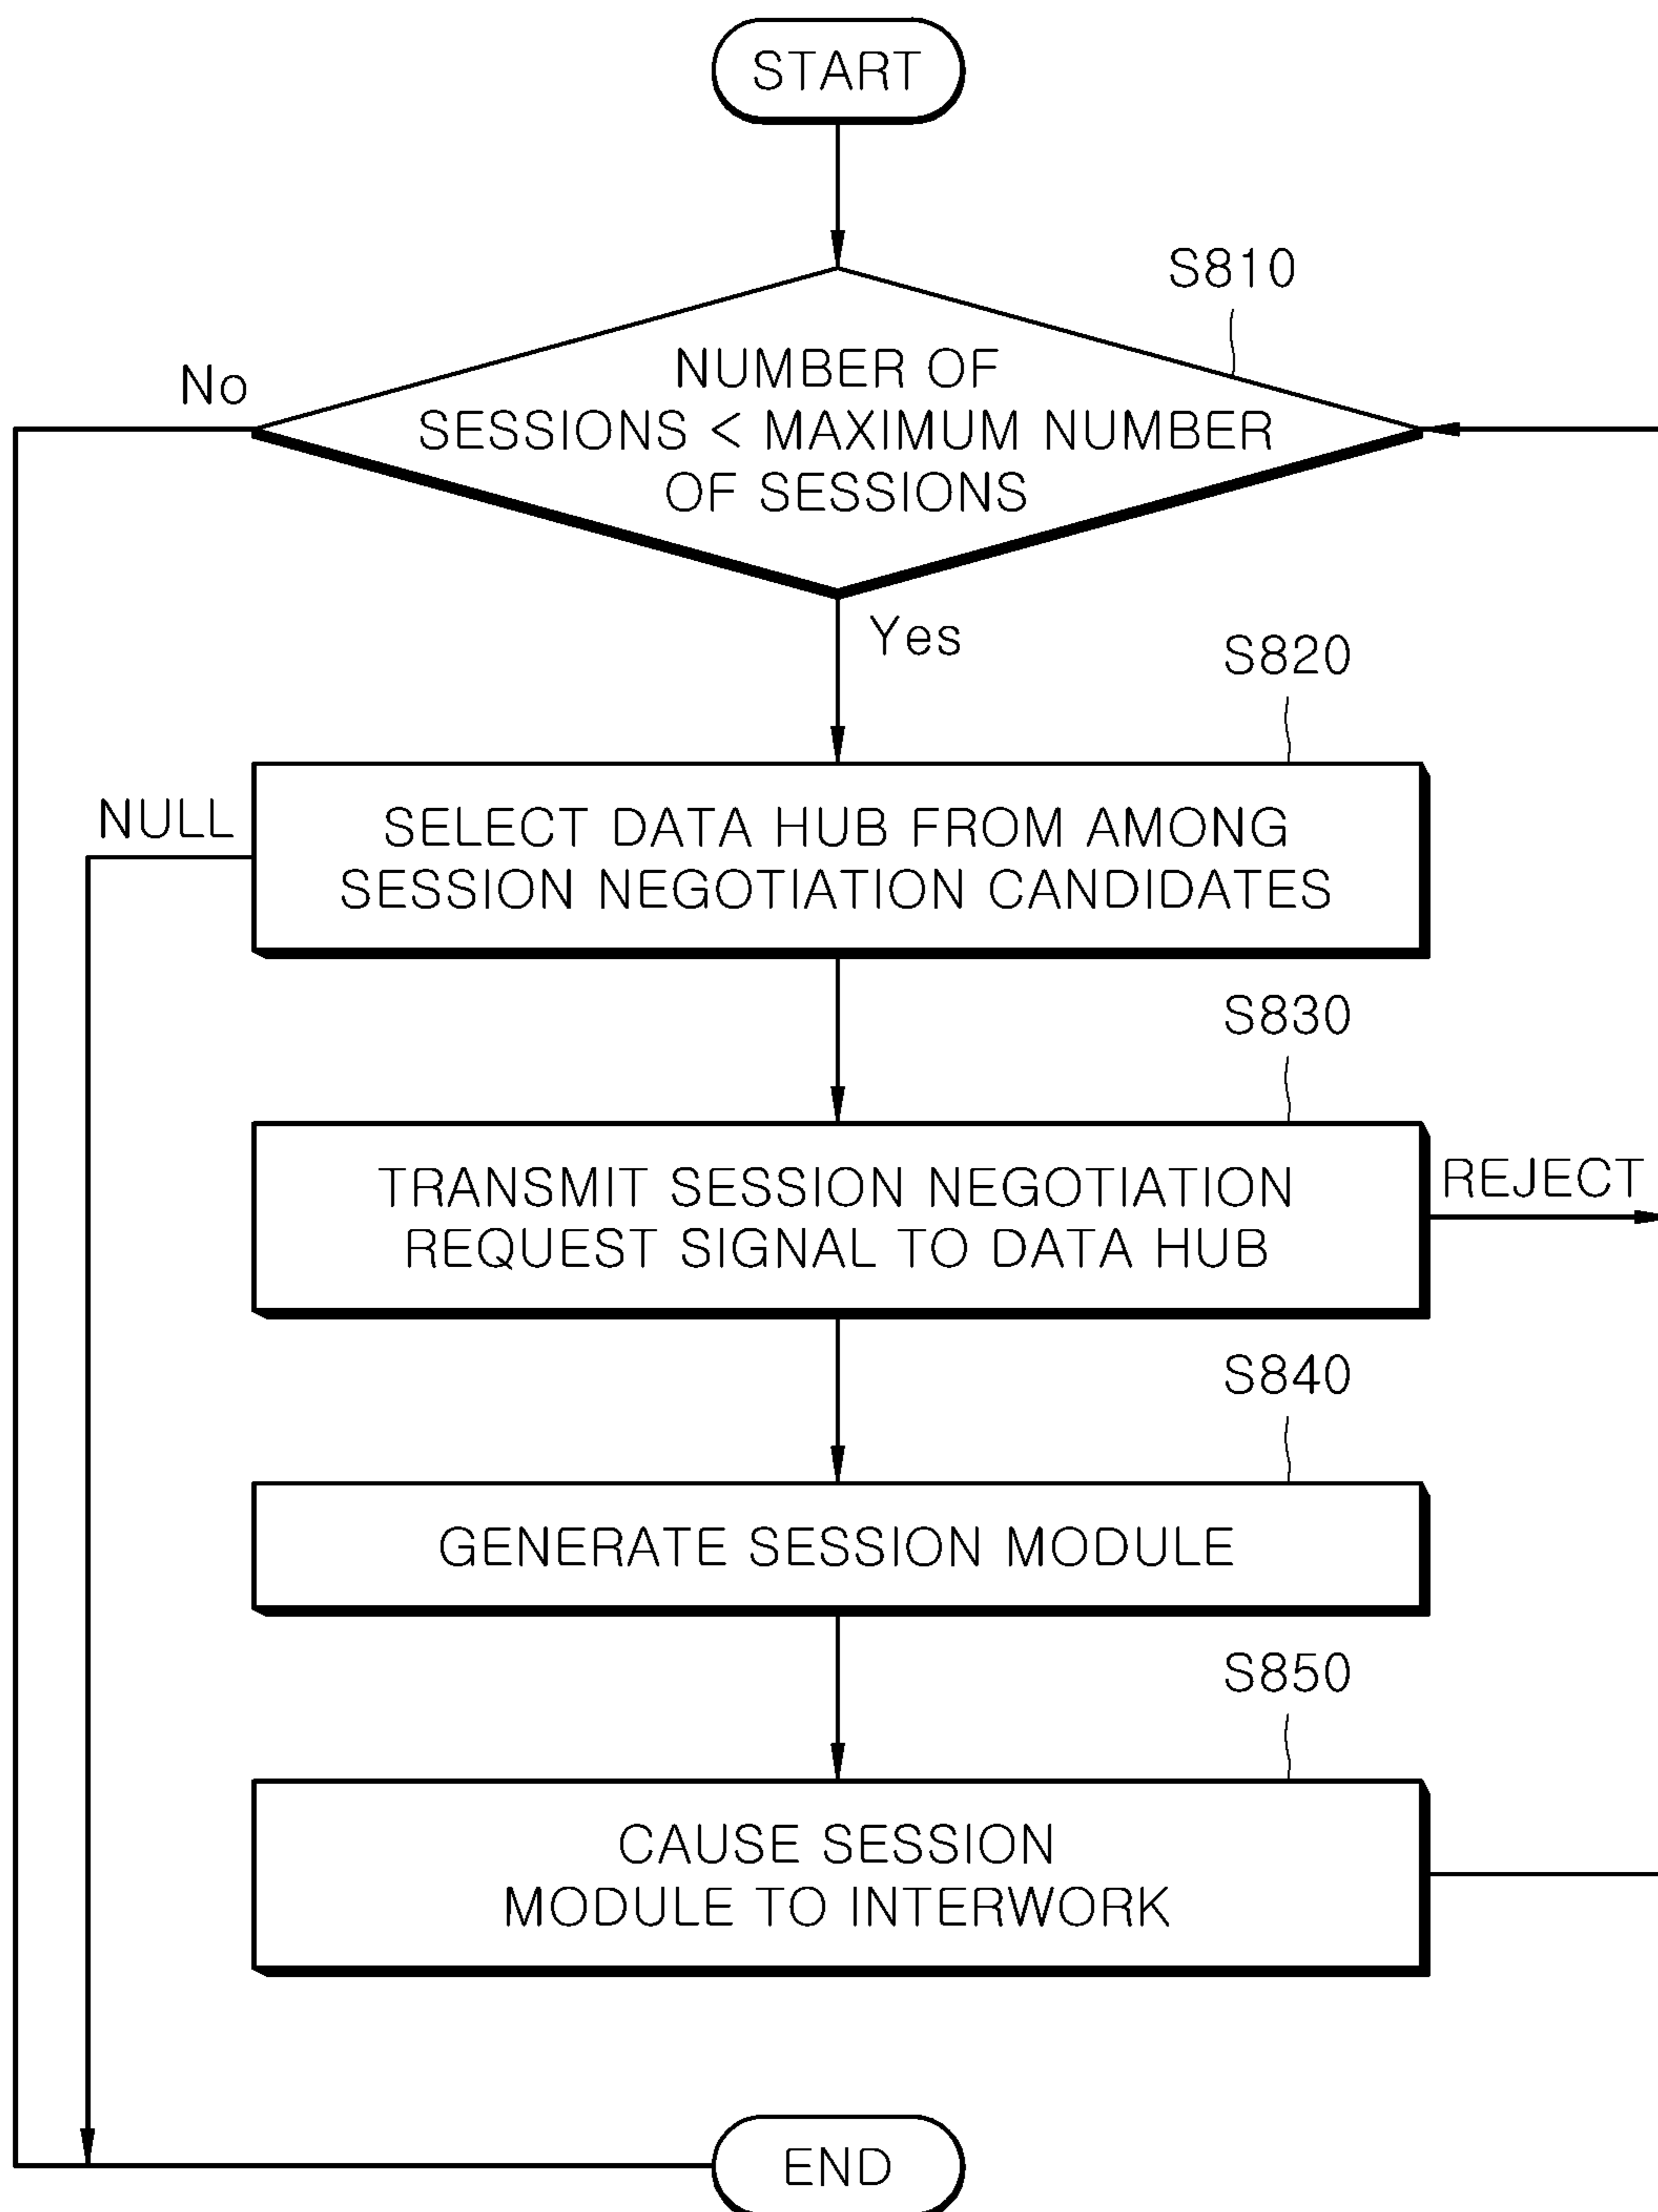 START
S810
No
NUMBER OF
SESSIONS < MAXIMUM NUMBER
OF SESSIONS
Yes
S820
NULL
SELECT DATA HUB FROM AMONG
SESSION NEGOTIATION CANDIDATES
S830
TRANSMIT SESSION NEGOTIATION
REQUEST SIGNAL TO DATA HUB
REJECT
S840
GENERATE SESSION MODULE
S850
CAUSE SESSION
MODULE TO INTERWORK
END